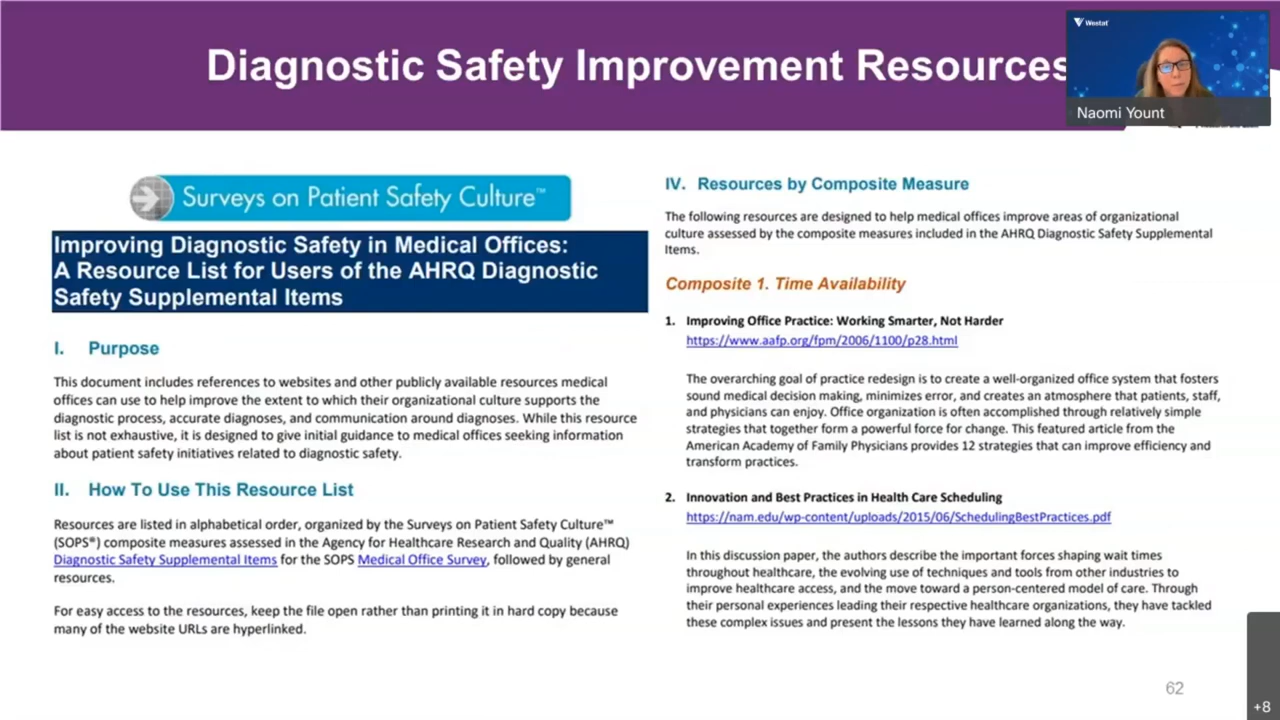 Diagnostic Safety Improvement Resources
Westat
Naomi Yount
Surveys on Patient Safety Culture™
Improving Diagnostic Safety in Medical Offices:
A Resource List for Users of the AHRQ Diagnostic
Safety Supplemental Items
I. Purpose
This document includes references to websites and other publicly available resources medical
offices can use to help improve the extent to which their organizational culture supports the
diagnostic process, accurate diagnoses, and communication around diagnoses. While this resource
list is not exhaustive, it is designed to give initial guidance to medical offices seeking information
about patient safety initiatives related to diagnostic safety.
II. How To Use This Resource List
Resources are listed in alphabetical order, organized by the Surveys on Patient Safety Culture™
(SOPS®) composite measures assessed in the Agency for Healthcare Research and Quality (AHRQ)
Diagnostic Safety Supplemental Items for the SOPS Medical Office Survey, followed by general
resources.
For easy access to the resources, keep the file open rather than printing it in hard copy because
many of the website URLs are hyperlinked.
IV. Resources by Composite Measure
The following resources are designed to help medical offices improve areas of organizational
culture assessed by the composite measures included in the AHRQ Diagnostic Safety Supplemental
Items.
Composite 1. Time Availability
1. Improving Office Practice: Working Smarter, Not Harder
https://www.aafp.org/fpm/2006/1100/p28.html
The overarching goal of practice redesign is to create a well-organized office system that fosters
sound medical decision making, minimizes error, and creates an atmosphere that patients, staff,
and physicians can enjoy. Office organization is often accomplished through relatively simple
strategies that together form a powerful force for change. This featured article from the
American Academy of Family Physicians provides 12 strategies that can improve efficiency and
transform practices.
2. Innovation and Best Practices in Health Care Scheduling
https://nam.edu/wp-content/uploads/2015/06/SchedulingBestPractices.pdf
In this discussion paper, the authors describe the important forces shaping wait times
throughout healthcare, the evolving use of techniques and tools from other industries to
improve healthcare access, and the move toward a person-centered model of care. Through
their personal experiences leading their respective healthcare organizations, they have tackled
these complex issues and present the lessons they have learned along the way.
62
+8